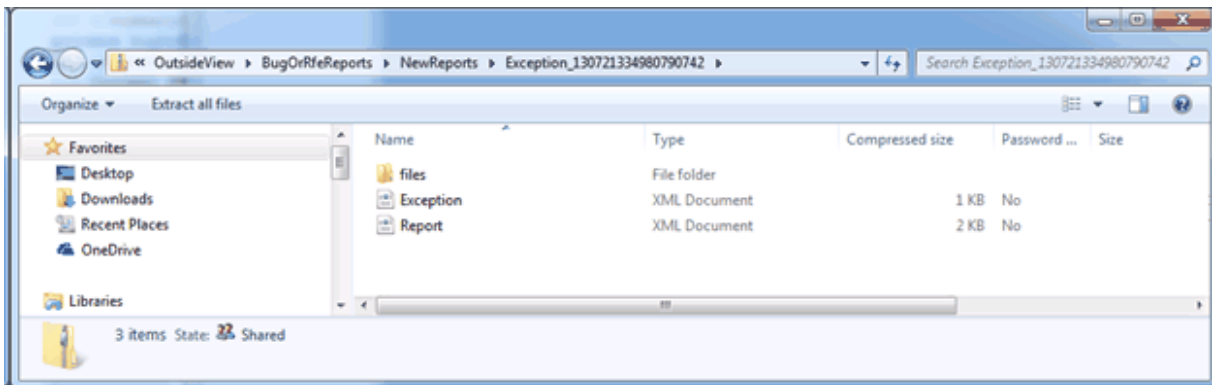 « OutsideView ▸ BugOrRfeReports ▸ NewReports ▸ Exception_130721334980790742 ▸ Search Exception_130721334980790742
Organize Extract all files
Favorites
Desktop
Downloads
Recent Places
OneDrive
Libraries
Name Type Compressed size Password ... Size
files File folder
Exception XML Document 1 KB No
Report XML Document 2 KB No
3 items State: Shared